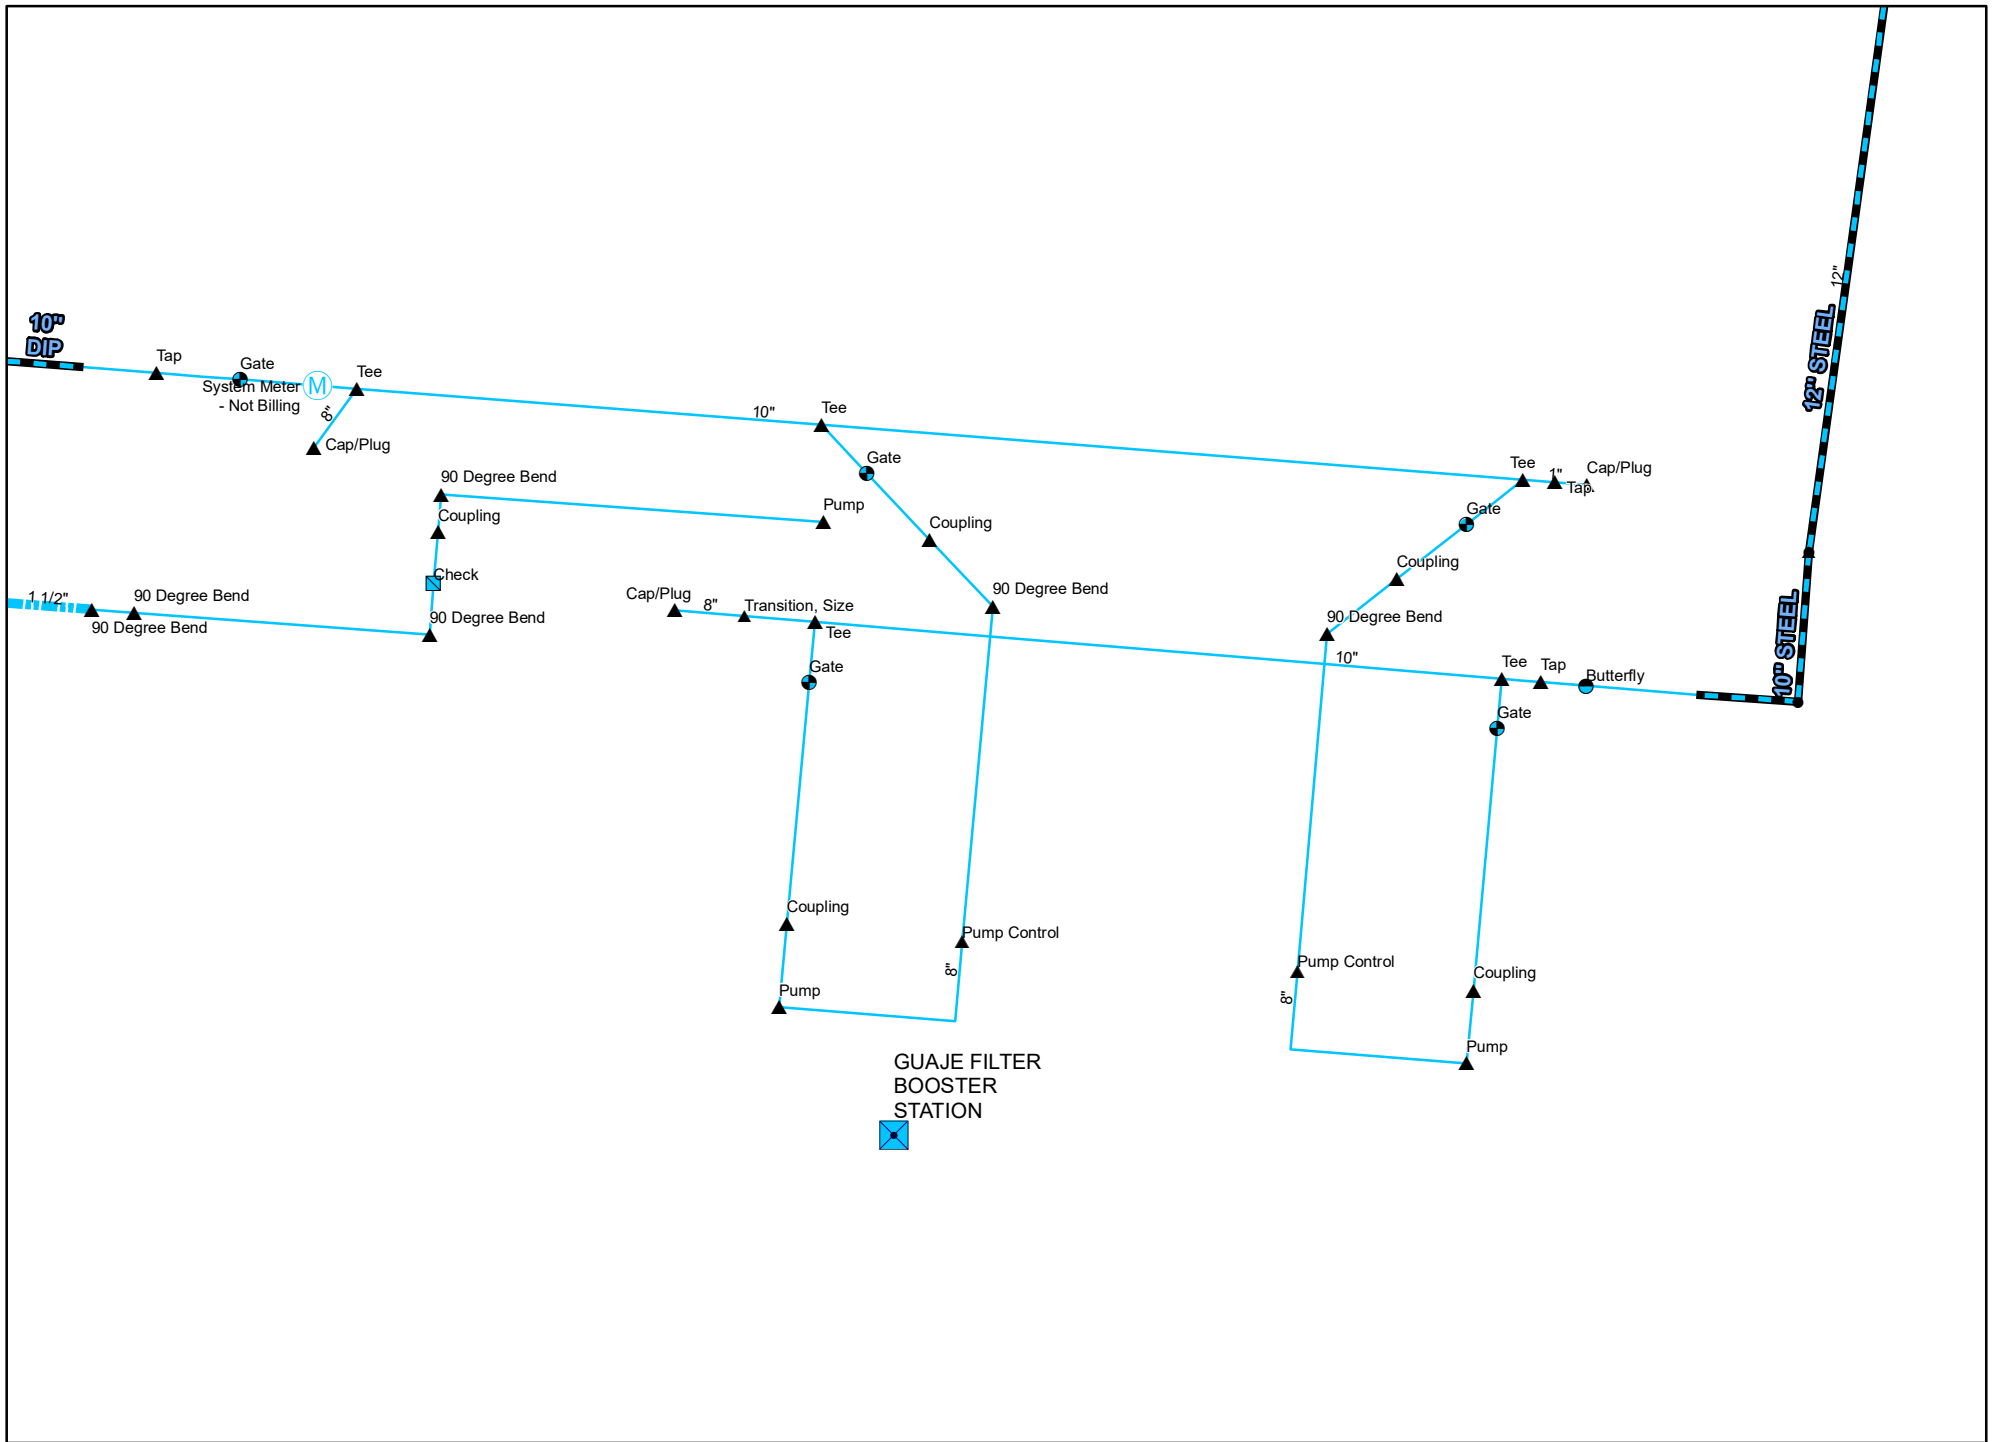 12"
12" STEEL
10"
DIP
Tap
Gate
System Meter
- Not Billing
M
Tee
8"
Cap/Plug
10"
Tee
Gate
Coupling
90 Degree Bend
Tee
1"
Tap
Cap/Plug
Gate
Coupling
90 Degree Bend
90 Degree Bend
Coupling
Check
Pump
1 1/2"
90 Degree Bend
90 Degree Bend
90 Degree Bend
Cap/Plug
8"
Transition, Size
Tee
Gate
10"
Tee
Tap
Butterfly
10" STEEL
Gate
Coupling
Pump
Pump Control
8"
Pump Control
8"
Coupling
Pump
GUAJE FILTER
BOOSTER
STATION